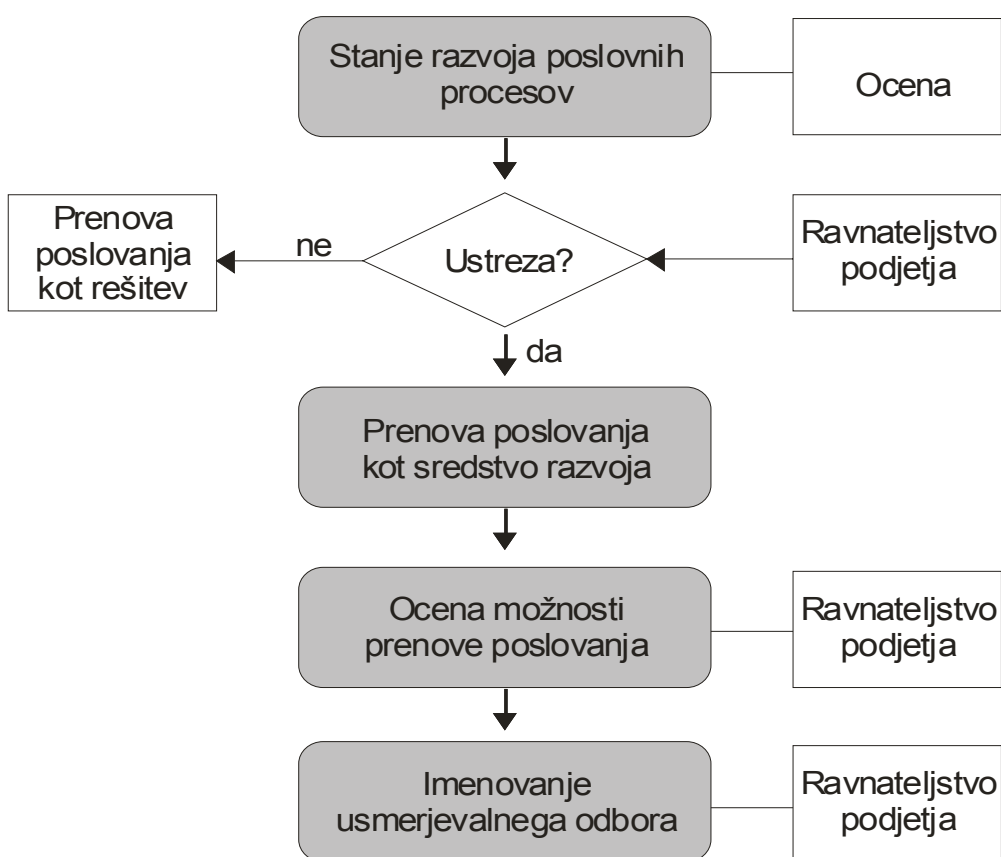 Stanje razvoja poslovnih
procesov
Ocena
Prenova
poslovanja
kot rešitev
ne
Ustreza?
Ravnateljstvo
podjetja
da
Prenova poslovanja
kot sredstvo razvoja
Ocena možnosti
prenove poslovanja
Ravnateljstvo
podjetja
Imenovanje
usmerjevalnega odbora
Ravnateljstvo
podjetja